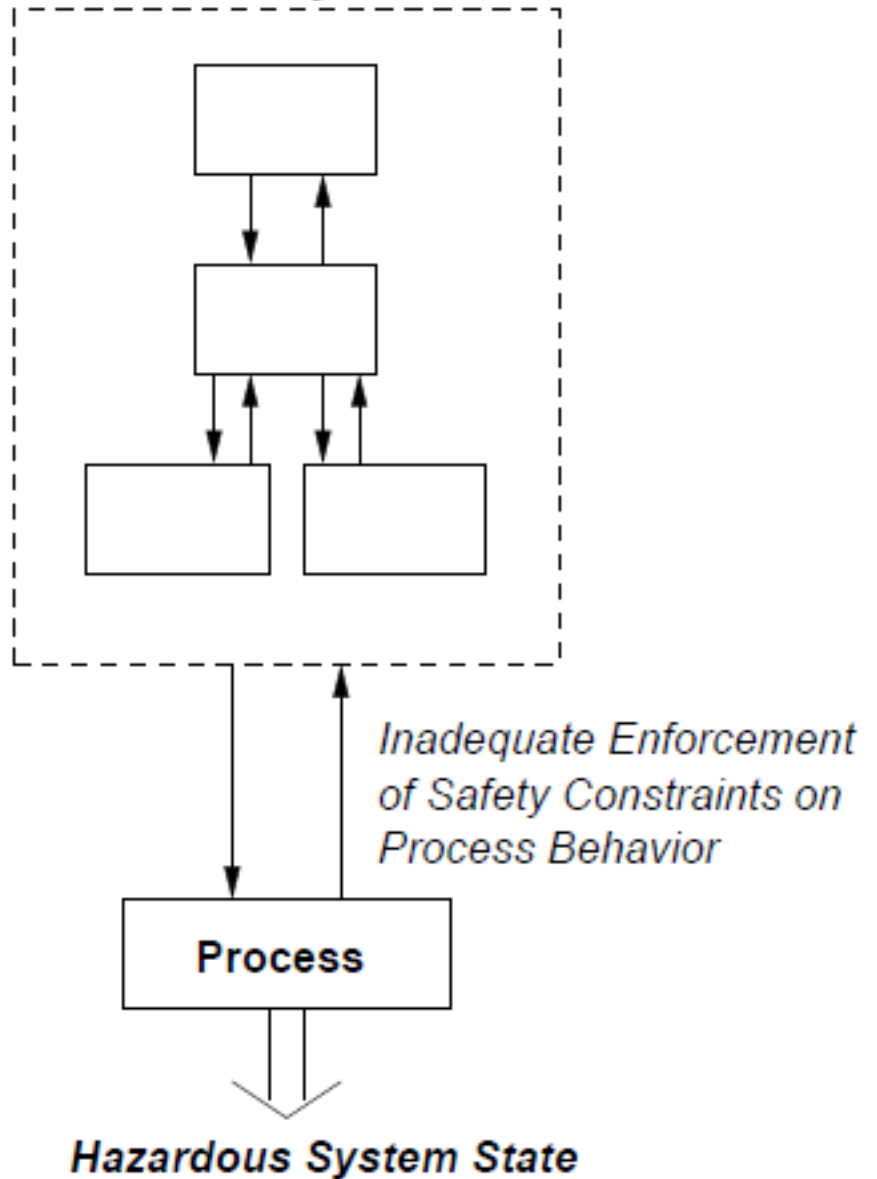 Inadequate Enforcement
of Safety Constraints on
Process Behavior
Process
Hazardous System State